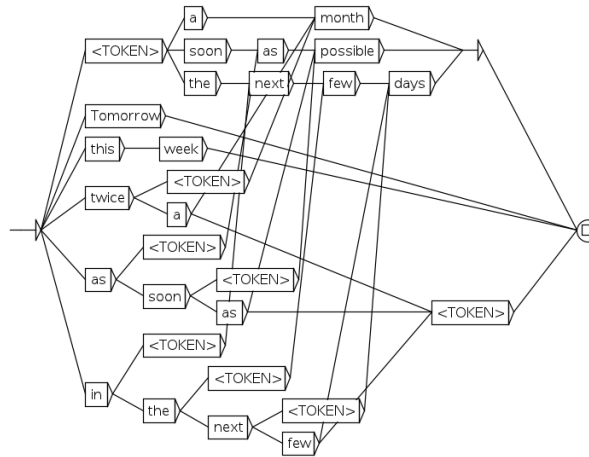 a month
<TOKEN> soon as possible
the next few days
Tomorrow
this week
<TOKEN>
twice
a
<TOKEN>
as
<TOKEN>
soon
as <TOKEN>
<TOKEN>
<TOKEN>
in
the
<TOKEN>
next
few